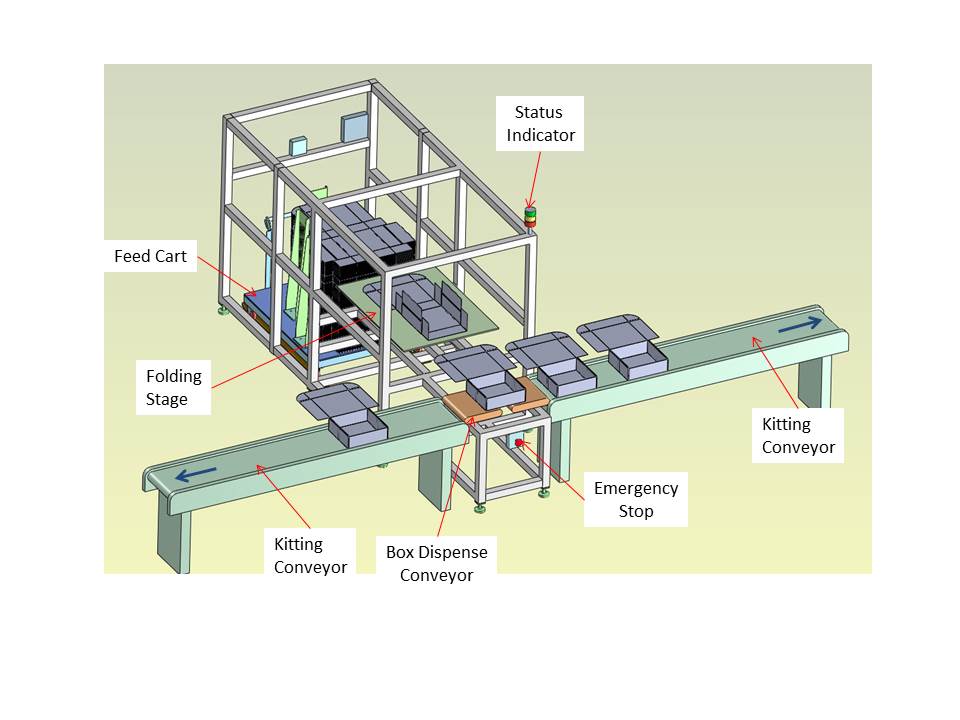 Status
Indicator
Feed Cart
Folding
Stage
Kitting
Conveyor
Emergency
Stop
Kitting
Conveyor
Box Dispense
Conveyor